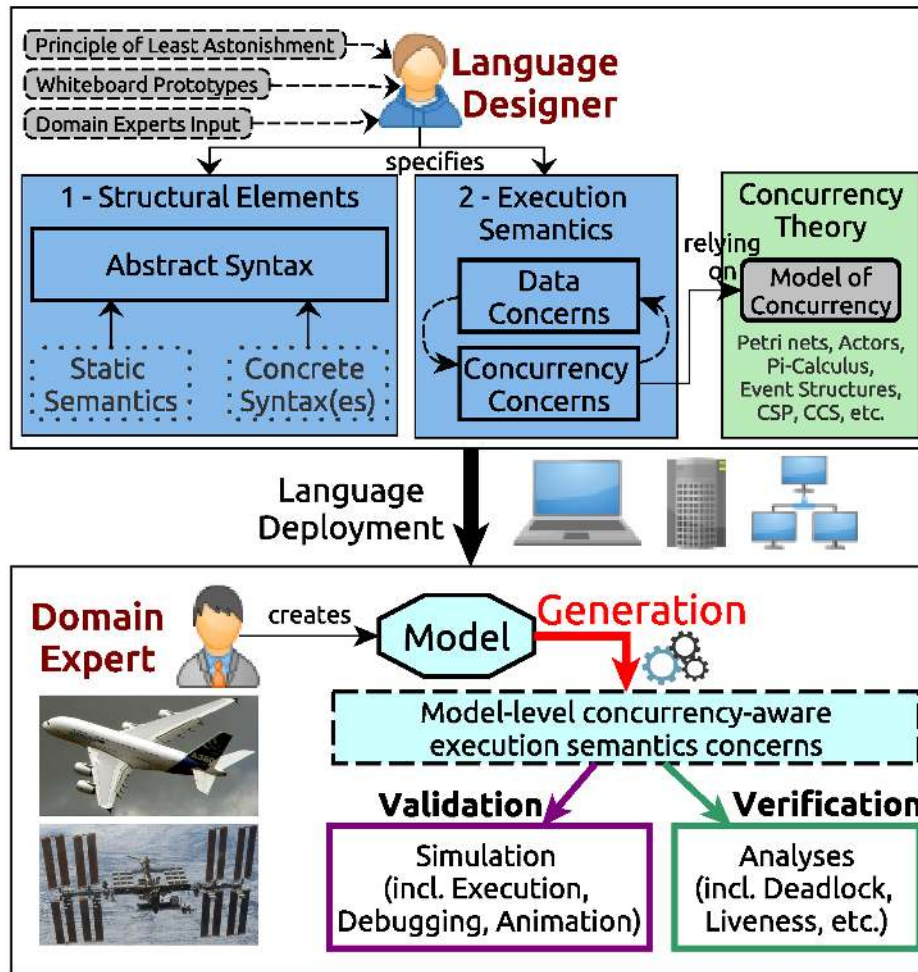 Principle of Least Astonishment
Whiteboard Prototypes
Domain Experts Input
Language
Designer
specifies
1 - Structural Elements
Abstract Syntax
Static
Semantics
Concrete
Syntax(es)
2 - Execution
Semantics
Data
Concerns
Concurrency
Concerns
relying
on
Concurrency
Theory
Model of
Concurrency
Petri nets, Actors,
Pi-Calculus,
Event Structures,
CSP, CCS, etc.
Language
Deployment
Domain
Expert
creates
Model
Generation
Model-level concurrency-aware
execution semantics concerns
Validation
Simulation
(incl. Execution,
Debugging, Animation)
Verification
Analyses
(incl. Deadlock,
Liveness, etc.)